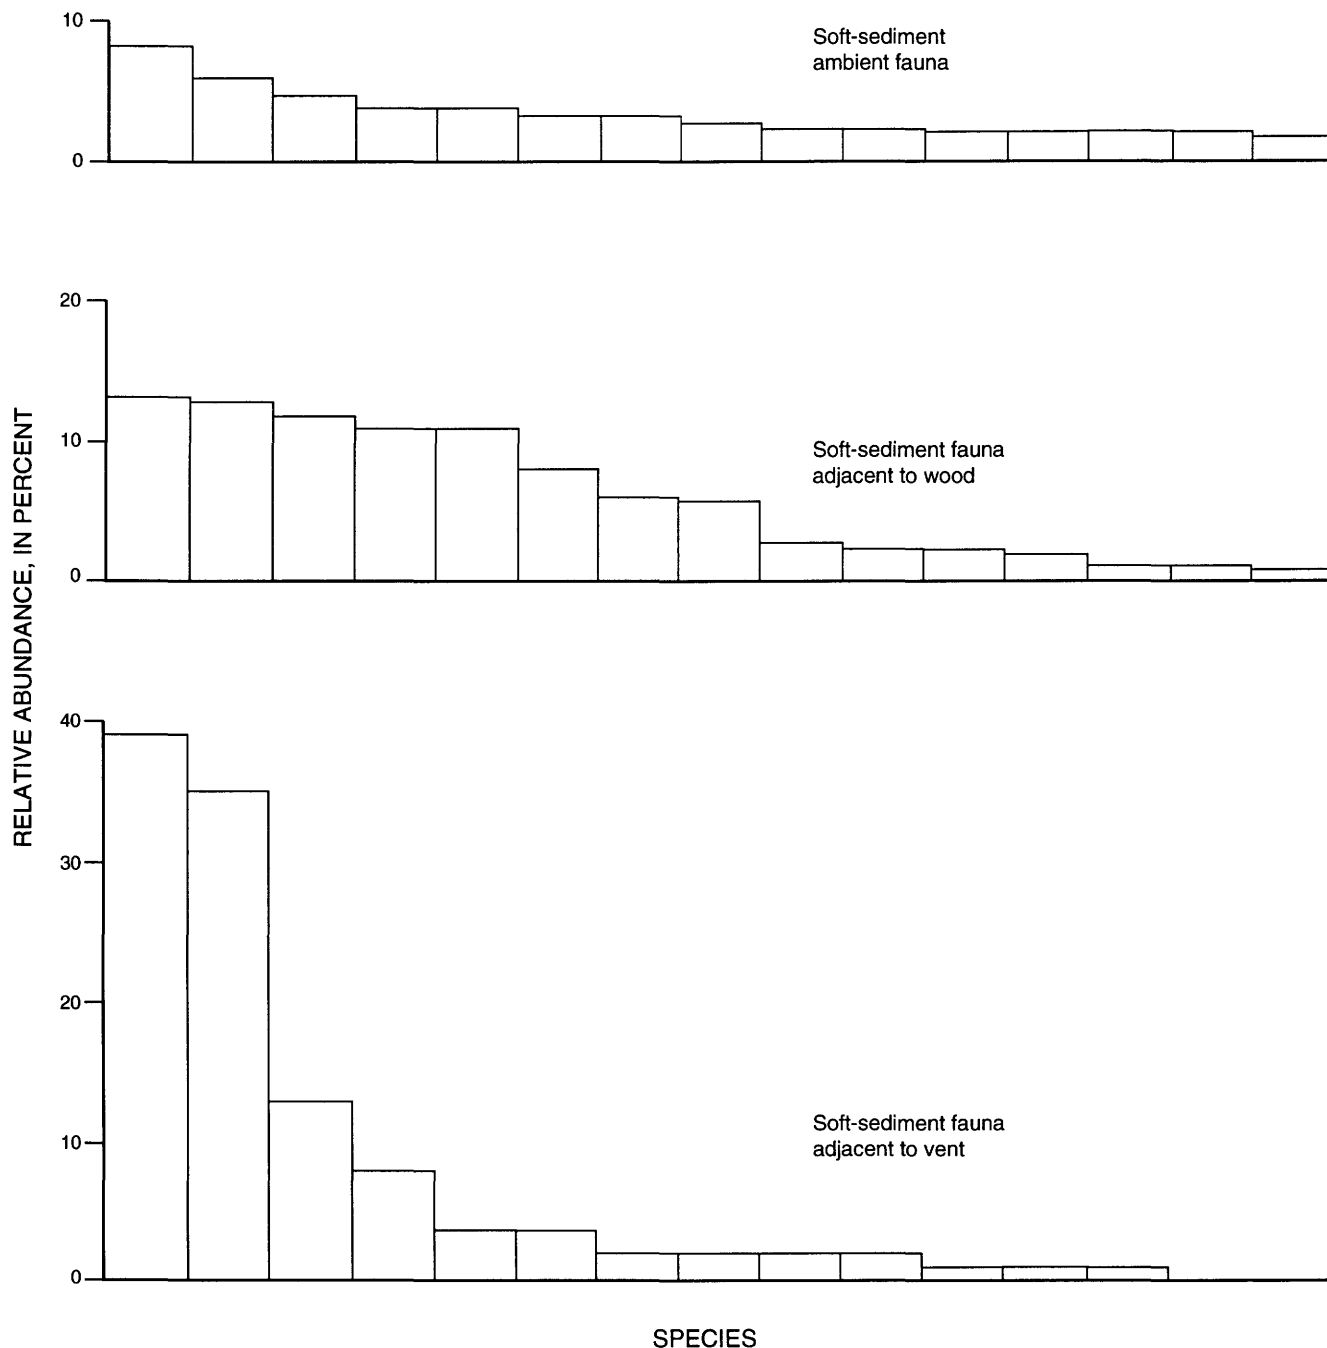 10
Soft-sediment
ambient fauna
0
20
10
Soft-sediment fauna
adjacent to wood
0
RELATIVE ABUNDANCE, IN PERCENT
40
30
20
10
Soft-sediment fauna
adjacent to vent
0
SPECIES